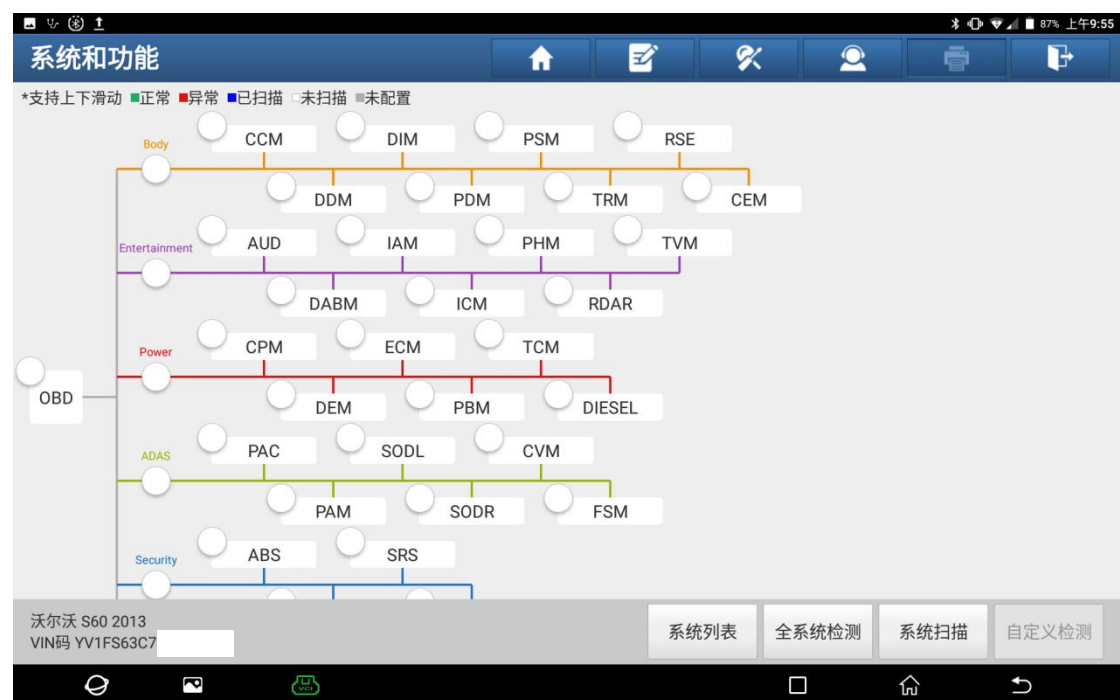 87% 上午9:55
系统和功能
*支持上下滑动 正常 异常 已扫描 未扫描 未配置
Body CCM DIM PSM RSE
DDM PDM TRM CEM
Entertainment AUD IAM PHM TVM
DABM ICM RDAR
Power CPM ECM TCM
OBD DEM PBM DIESEL
ADAS PAC SODL CVM
PAM SODR FSM
Security ABS SRS
沃尔沃 S60 2013
VIN码 YV1FS63C7
系统列表 全系统检测 系统扫描 自定义检测
VCI